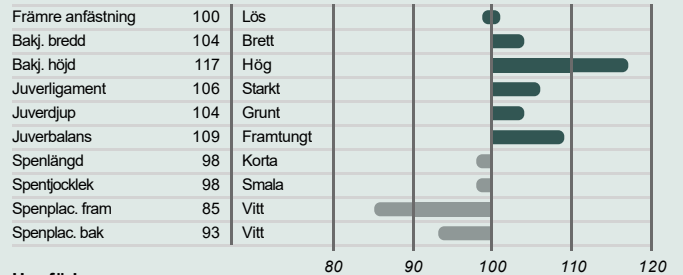 Främre anfästning 100 Lös
Bakj. bredd 104 Brett
Bakj. höjd 117 Hög
Juverligament 106 Starkt
Juverdjup 104 Grunt
Juverbalans 109 Framtungt
Spenlängd 98 Korta
Spentjocklek 98 Smala
Spenplac. fram 85 Vitt
Spenplac. bak 93 Vitt
80 90 100 110 120